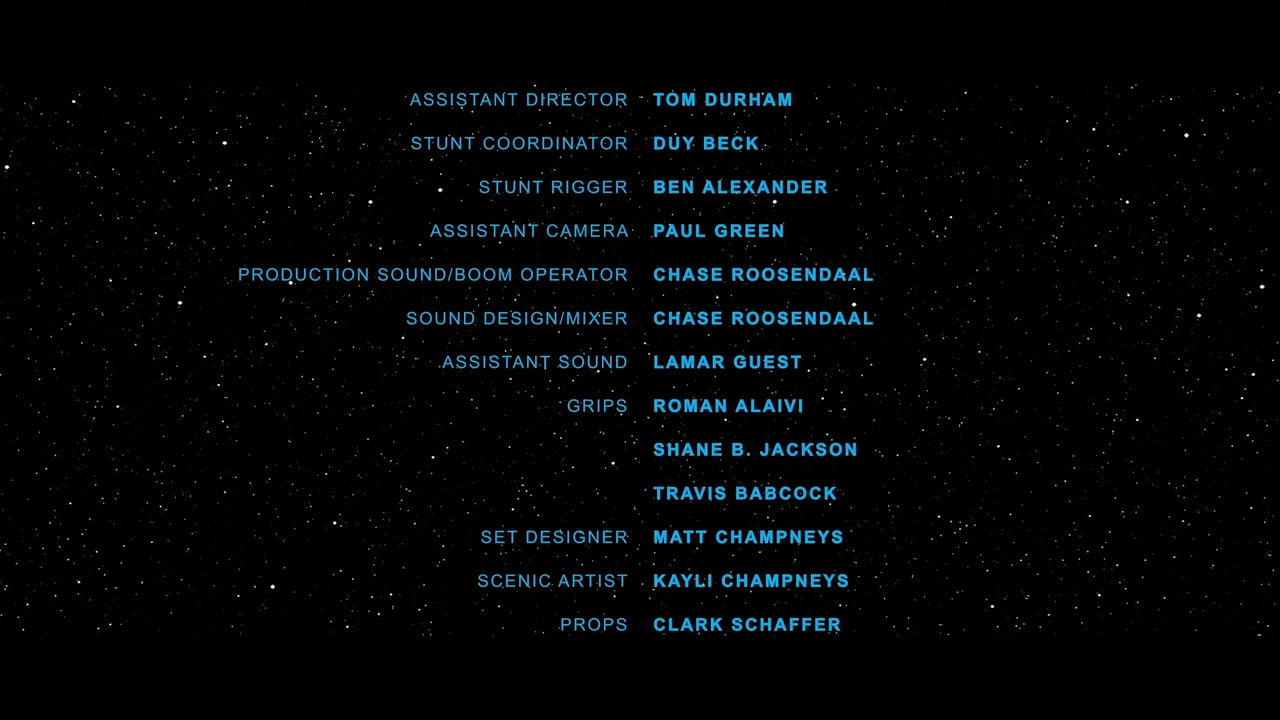 ASSISTANT DIRECTOR TOM DURHAM
STUNT COORDINATOR DUY BECK
STUNT RIGGER BEN ALEXANDER
ASSISTANT CAMERA PAUL GREEN
PRODUCTION SOUND/BOOM OPERATOR CHASE ROOSENDAAL
SOUND DESIGN/MIXER CHASE ROOSENDAAL
ASSISTANT SOUND LAMAR GUEST
GRIPS ROMAN ALAIVI
SHANE B. JACKSON
TRAVIS BABCOCK
SET DESIGNER MATT CHAMPNEYS
SCENIC ARTIST KAYLI CHAMPNEYS
PROPS CLARK SCHAFFER